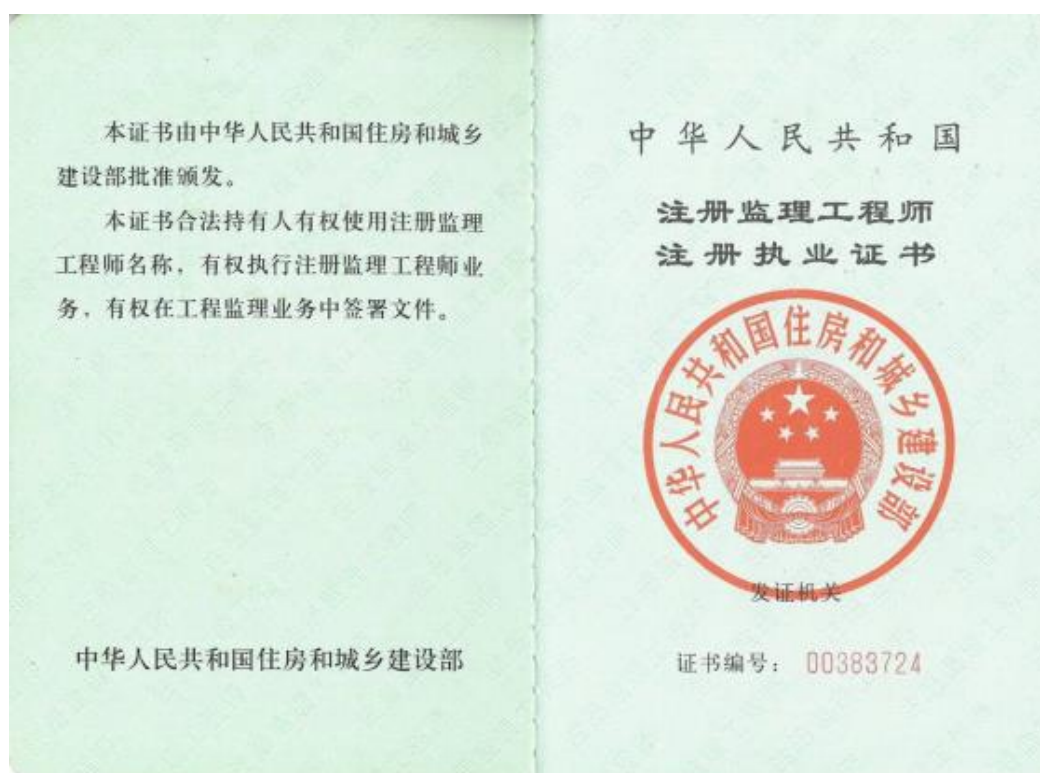 本证书由中华人民共和国住房和城乡
建设部批准颁发。
本证书合法持有人有权使用注册监理
工程师名称，有权执行注册监理工程师业
务，有权在工程监理业务中签署文件。
中华人民共和国住房和城乡建设部
中华人民共和国
注册监理工程师
注册执业证书
中华人民共和国住房和城乡建设部
发证机关
证书编号：00383724